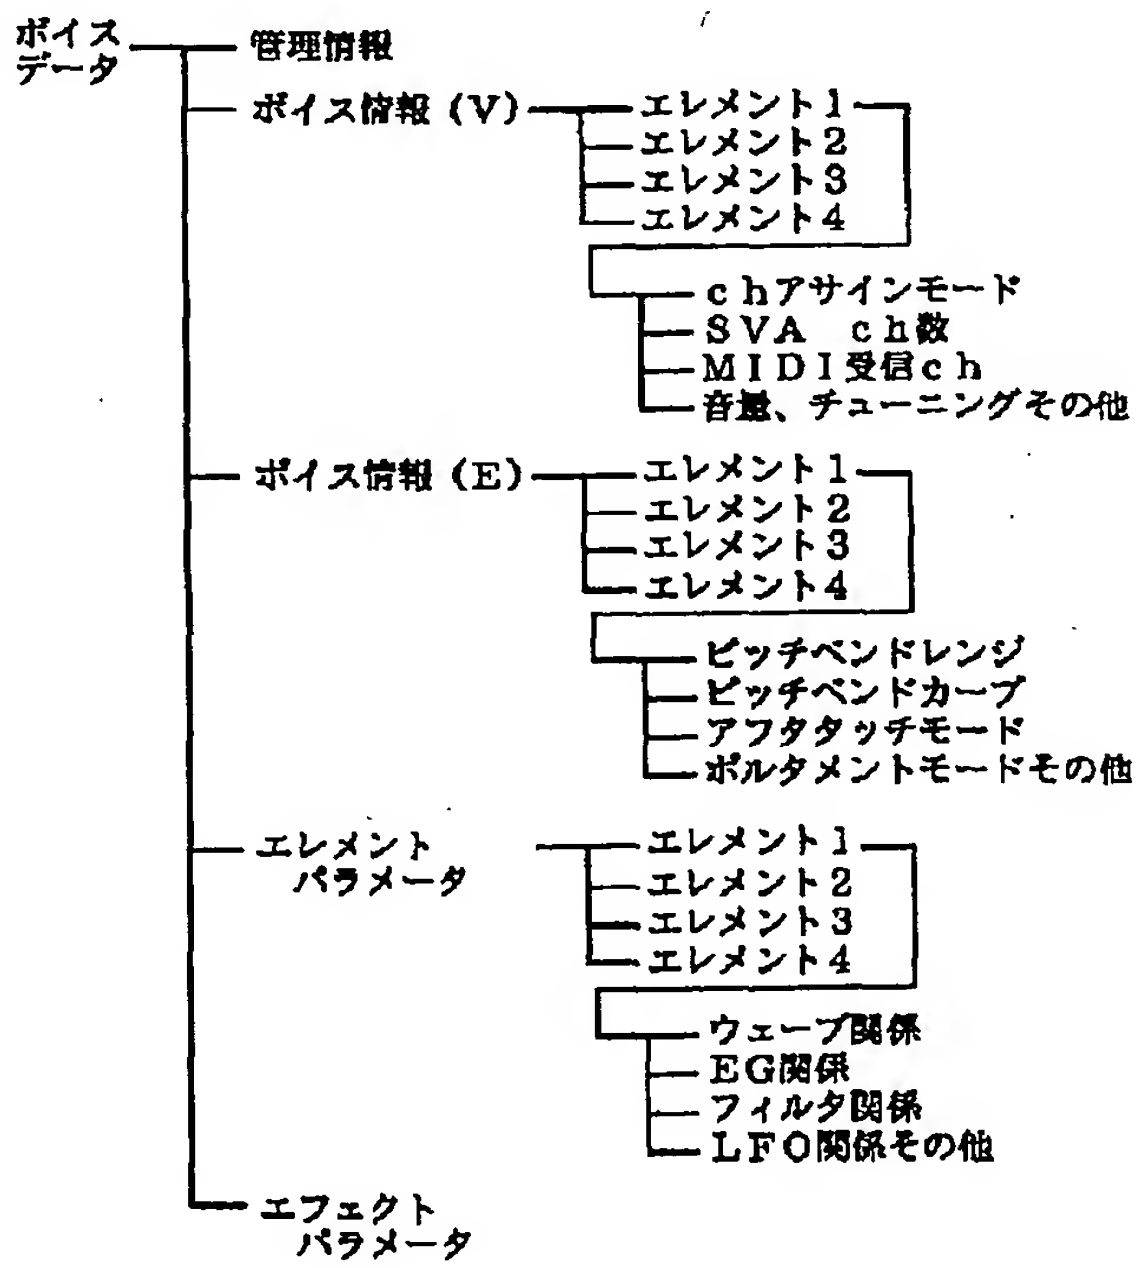 ボイス
データ
管理情報
ボイス情報（V）
エレメント1
エレメント2
エレメント3
エレメント4
chアサインモード
SVA ch数
MIDI受信ch
音量、チューニングその他
ボイス情報（E）
エレメント1
エレメント2
エレメント3
エレメント4
ピッチベンドレンジ
ピッチベンドカーブ
アフタタッチモード
ポルタメントモードその他
エレメント
パラメータ
エレメント1
エレメント2
エレメント3
エレメント4
ウェーブ関係
EG関係
フィルタ関係
LFO関係その他
エフェクト
パラメータ